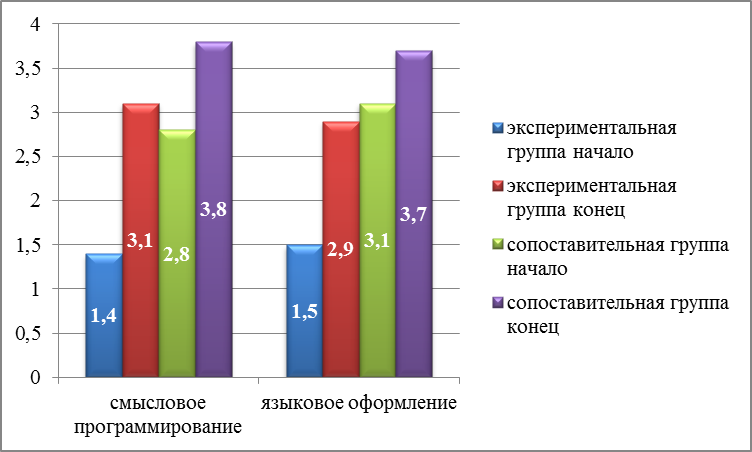 4
3,5
3
2,5
2
1,5
1
0,5
0
1,4
3,1
2,8
3,8
1,5
2,9
3,1
3,7
смысловое
программирование
языковое оформление
экспериментальная
группа начало
экспериментальная
группа конец
сопоставительная группа
начало
сопоставительная группа
конец